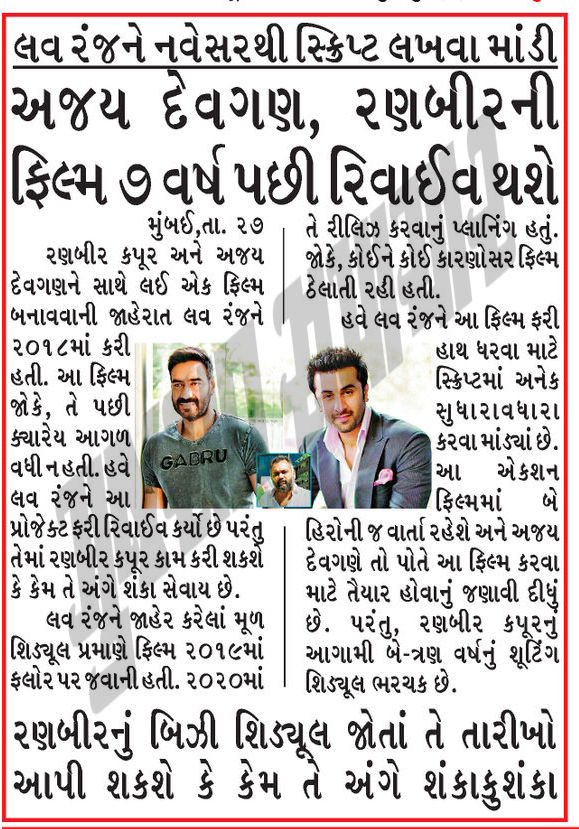 લવ રંજને નવેસરથી સ્ક્રિપ્ટ લખવા માંડી
અજય દેવગણ, રણબીરની
ફિલ્મ ૭ વર્ષ પછી રિવાઈવ થશે
મુંબઈ,તા. ૨૭
રણબીર કપૂર અને અજય
દેવગણને સાથે લઈ એક ફિલ્મ
બનાવવાની જાહેરાત લવ રંજને
૨૦૧૮માં કરી
હતી. આ ફિલ્મ
જોકે, તે પછી
ક્યારેય આગળ
વધી ન હતી. હવે
લવ રંજને આ
પ્રોજેક્ટ ફરી રિવાઈવ કર્યો છે પરંતુ
તેમાં રણબીર કપૂર કામ કરી શકશે
કે કેમ તે અંગે શંકા સેવાય છે.
લવ રંજને જાહેર કરેલાં મૂળ
શિડ્યૂલ પ્રમાણે ફિલ્મ ૨૦૧૯માં
ફલોર પર જવાની હતી. ૨૦૨૦માં
તે રીલિઝ કરવાનું પ્લાનિંગ હતું.
જોકે, કોઈને કોઈ કારણોસર ફિલ્મ
ઠેલાતી રહી હતી.
હવે લવ રંજને આ ફિલ્મ ફરી
હાથ ધરવા માટે
સ્ક્રિપ્ટમાં અનેક
સુધારાવધારા
કરવા માંડ્યાં છે.
આ એકશન
ફિલ્મમાં બે
હિરોની જ વાર્તા રહેશે અને અજય
દેવગણે તો પોતે આ ફિલ્મ કરવા
માટે તૈયાર હોવાનું જણાવી દીધું
છે. પરંતુ, રણબીર કપૂરનું
આગામી બે-ત્રણ વર્ષનું શૂટિંગ
શિડ્યૂલ ભરચક છે.
GABRU
રણબીરનું બિઝી શિડ્યૂલ જોતાં તે તારીખો
આપી શકશે કે કેમ તે અંગે શંકાકુશંકા